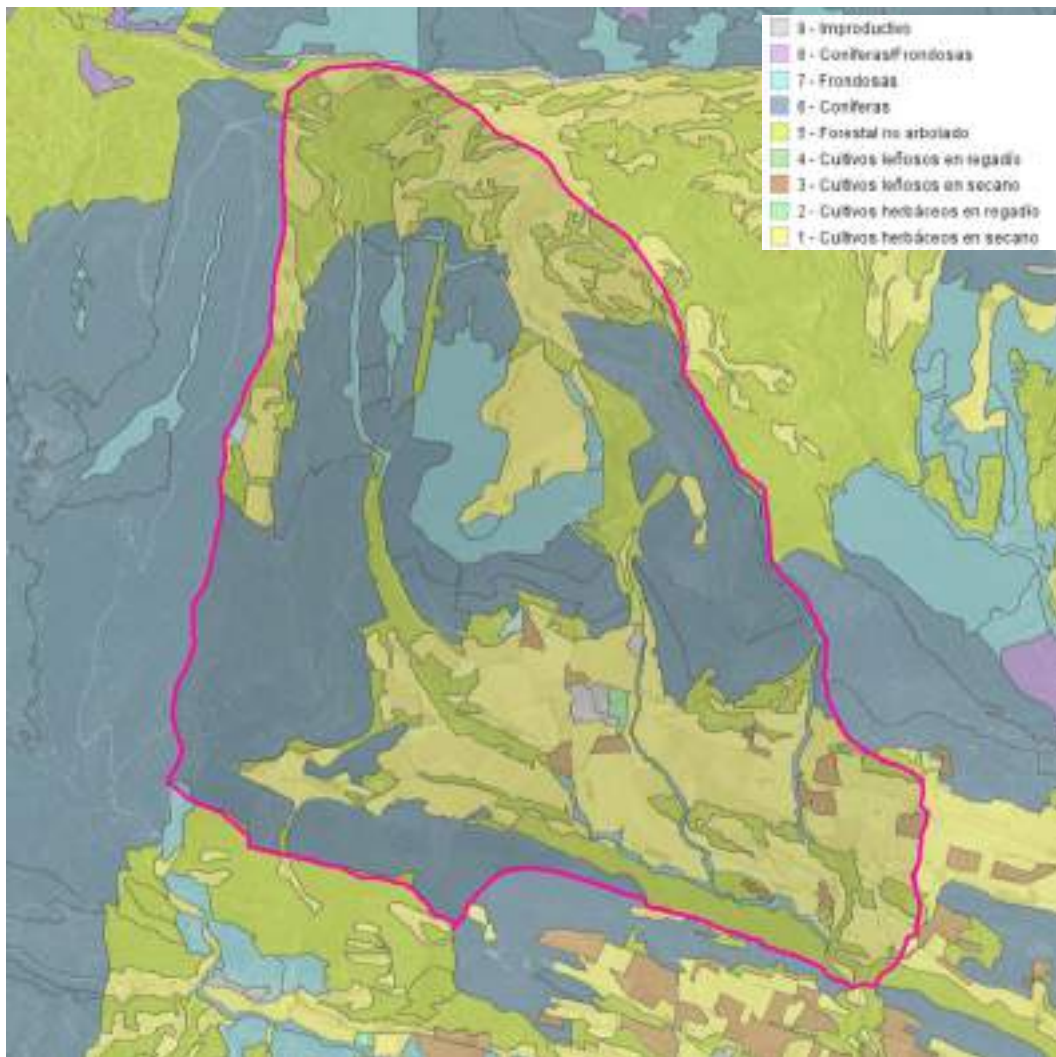 9 - Improductivo
8 - Coníferas/Frondosas
7 - Frondosas
6 - Coníferas
5 - Forestal no arbolado
4 - Cultivos leñosos en regadío
3 - Cultivos leñosos en secano
2 - Cultivos herbáceos en regadío
1 - Cultivos herbáceos en secano